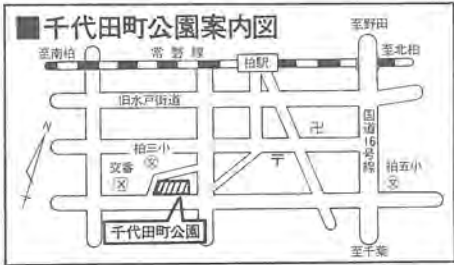 ■千代田町公園案内図
至野田
至南柏
常磐線
柏駅
至北柏
旧水戸街道
国道16号線
卍
N
柏三小
交番
〒
柏五小
千代田町公園
至千葉